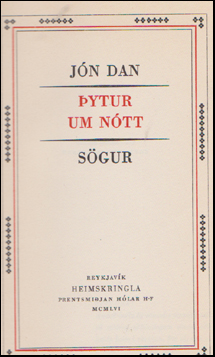 JÓN DAN
ÞYTUR
UM NÓTT
SÖGUR
REYKJAVÍK
HEIMSKRINGLA
PRENTSMIÐJAN HÓLAR H·F
MCMLVI